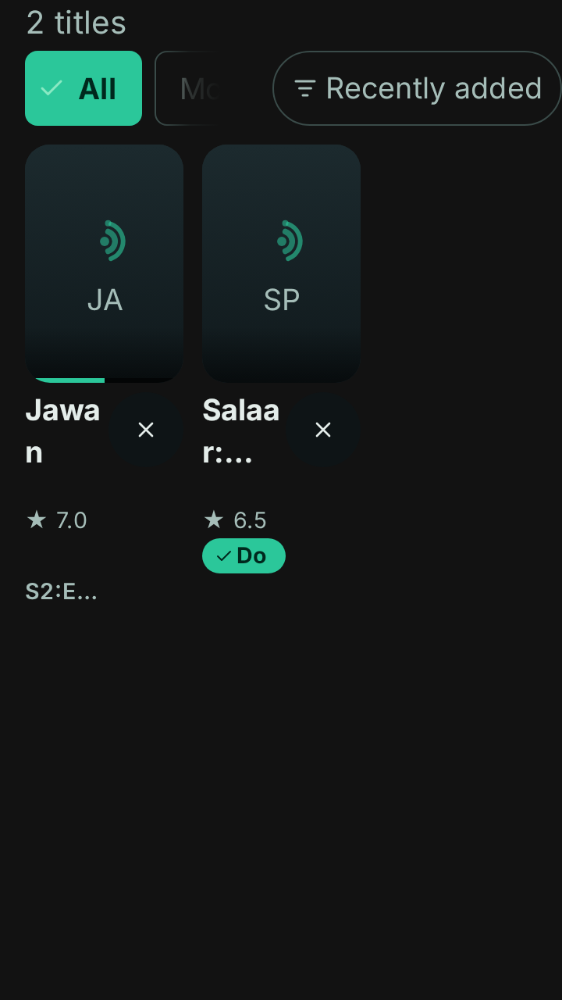 2 titles
All
Recently added
JA
SP
Jawa
n
Salaa
r:...
★ 7.0
★ 6.5
Do
S2:E...